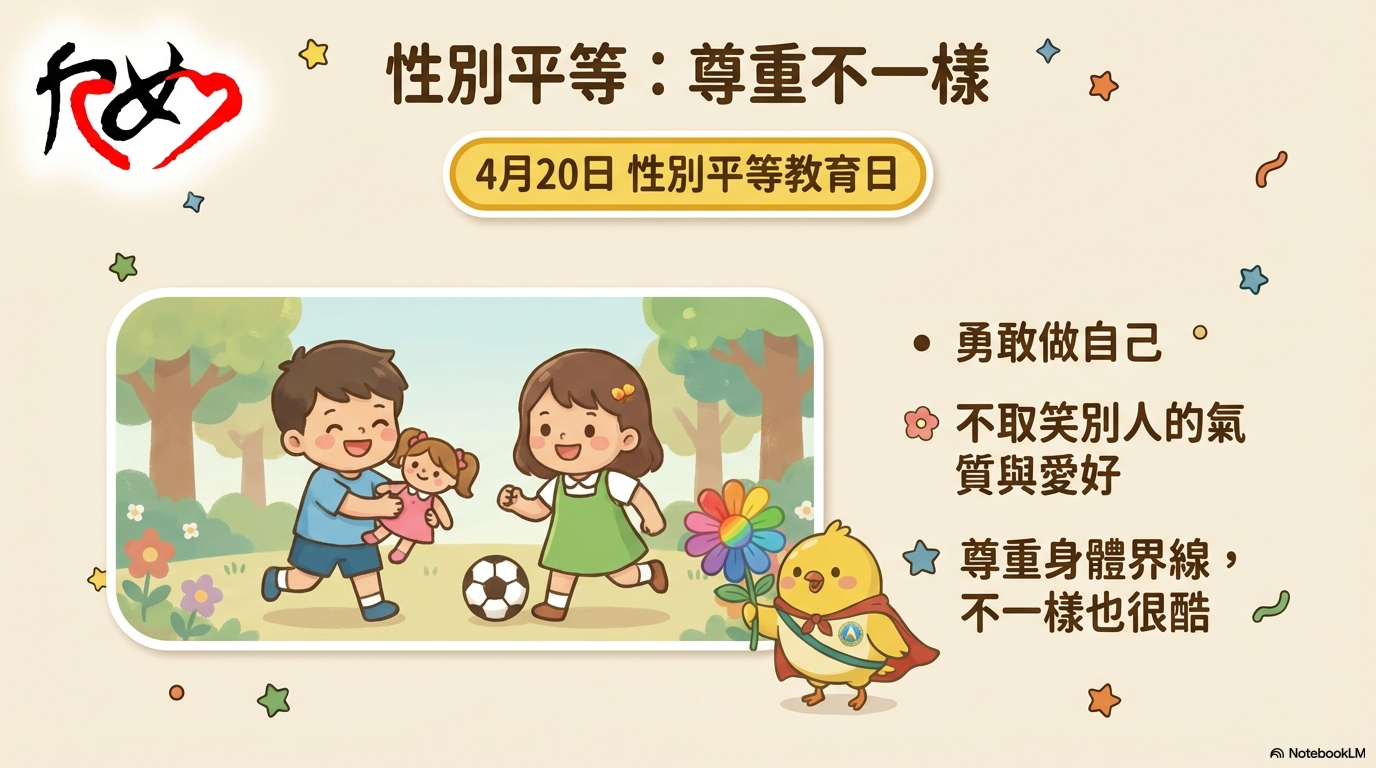 性別平等：尊重不一樣
4月20日 性別平等教育日
勇敢做自己
不取笑別人的氣
質與愛好
尊重身體界線，
不一樣也很酷
NotebookLM